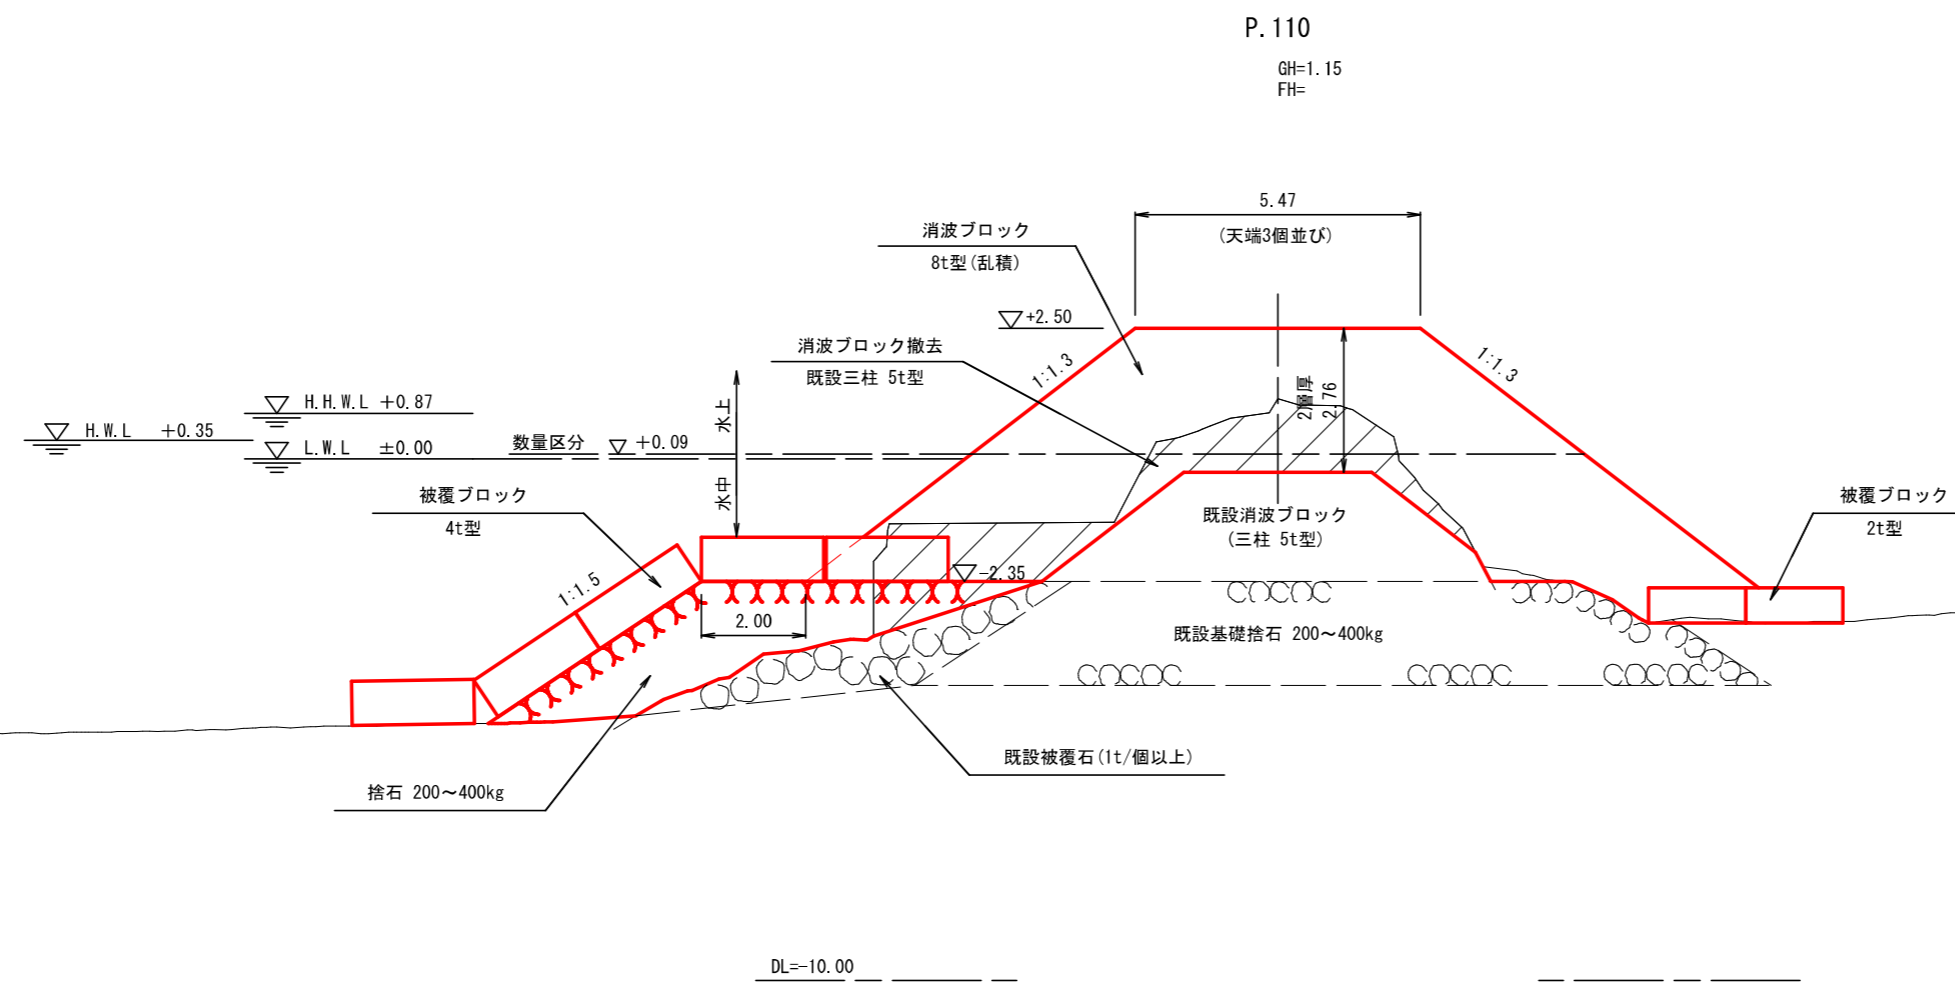 P.110
GH=1.15
FH=
5.47
(天端3個並び)
消波ブロック
8t型(乱積)
+2.50
消波ブロック撤去
既設三柱 5t型
1:1.3
1:1.3
2層厚
2.76
H.H.W.L +0.87
H.W.L +0.35
L.W.L ±0.00
数量区分 +0.09
水上
水中
被覆ブロック
4t型
既設消波ブロック
(三柱 5t型)
被覆ブロック
2t型
1:1.5
-2.35
2.00
既設基礎捨石 200～400kg
既設被覆石(1t/個以上)
捨石 200～400kg
DL=-10.00